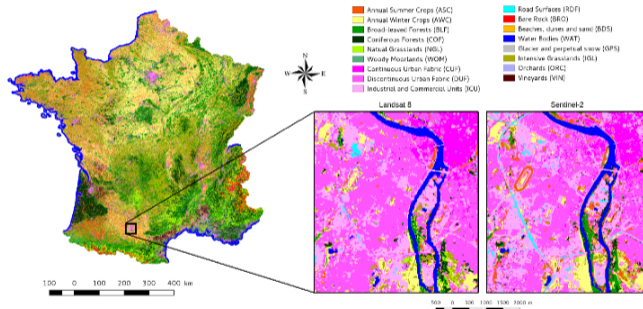 Annual Summer Crops (ASC)
Annual Winter Crops (AWC)
Broad-leaved Forests (BLF)
Coniferous Forests (COF)
Natural Grasslands (NGL)
Woody Moorlands (WOM)
Continuous Urban Fabric (CUF)
Discontinuous Urban Fabric (DUF)
Industrial and Commercial Units (ICU)
Road Surfaces (RDF)
Bare Rock (BRO)
Beaches, dunes and sand (BDS)
Water Bodies (WAT)
Glacier and perpetual snow (GPS)
Intensive Grasslands (IGL)
Orchards (ORC)
Vineyards (VIN)
N
W E
S
Landsat 8
Sentinel-2
100 0 100 200 300 400 km
500 0 500 1000 1500 2000 m